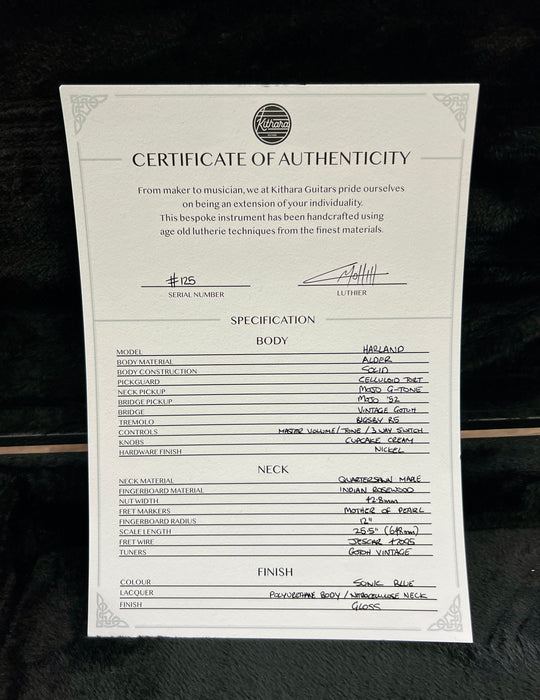 Kithara
CERTIFICATE OF AUTHENTICITY
From maker to musician, we at Kithara Guitars pride ourselves
on being an extension of your individuality.
This bespoke instrument has been handcrafted using
age old lutherie techniques from the finest materials.
#125
SERIAL NUMBER LUTHIER
SPECIFICATION
BODY
MODEL HARLAND
BODY MATERIAL ALDER
BODY CONSTRUCTION SOLID
PICKGUARD CELLULOID TORT
NECK PICKUP MOJO G-TONE
BRIDGE PICKUP MOJO '52
BRIDGE VINTAGE GOTOH
TREMOLO BIGSBY B5
CONTROLS MASTER VOLUME / TONE / 3 WAY SWITCH
KNOBS CUPCAKE CREAM
HARDWARE FINISH NICKEL
NECK
NECK MATERIAL QUARTERSAWN MAPLE
FINGERBOARD MATERIAL INDIAN ROSEWOOD
NUT WIDTH 42.8mm
FRET MARKERS MOTHER OF PEARL
FINGERBOARD RADIUS 12"
SCALE LENGTH 25.5" (648mm)
FRET WIRE JESCAR 47095
TUNERS GOTOH VINTAGE
FINISH
COLOUR SONIC BLUE
LACQUER POLYURETHANE BODY / NITROCELLULOSE NECK
FINISH GLOSS